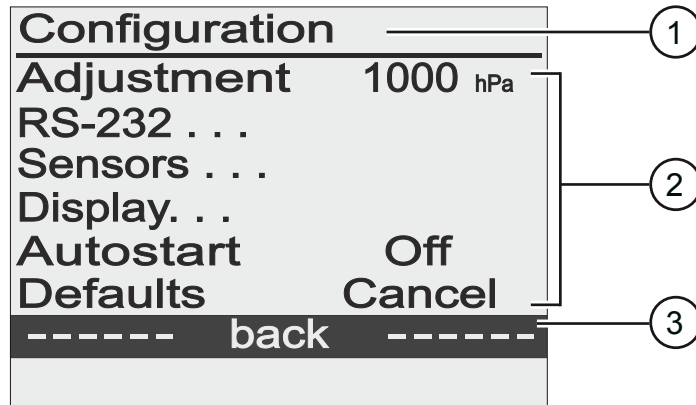 Configuration
Adjustment 1000 hPa
RS-232 . . .
Sensors . . .
Display. . .
Autostart Off
Defaults Cancel
------ back ------
1
2
3